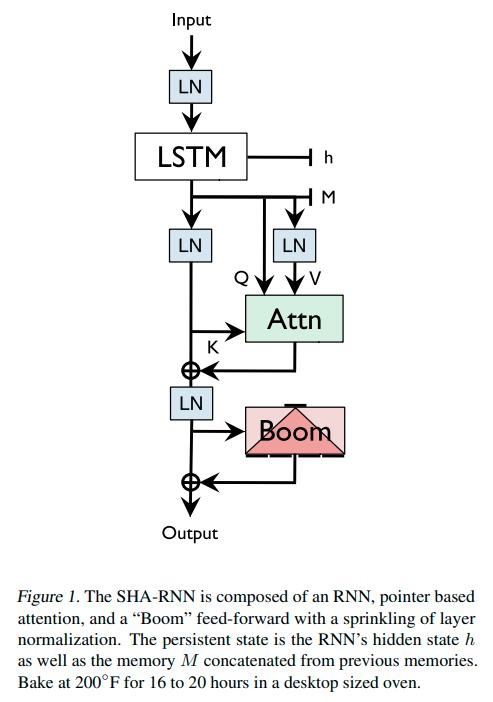 Input
LN
LSTM
h
M
LN
LN
Q
V
Attn
K
LN
Boom
Output
Figure 1. The SHA-RNN is composed of an RNN, pointer based
attention, and a “Boom” feed-forward with a sprinkling of layer
normalization. The persistent state is the RNN’s hidden state h
as well as the memory M concatenated from previous memories.
Bake at 200°F for 16 to 20 hours in a desktop sized oven.